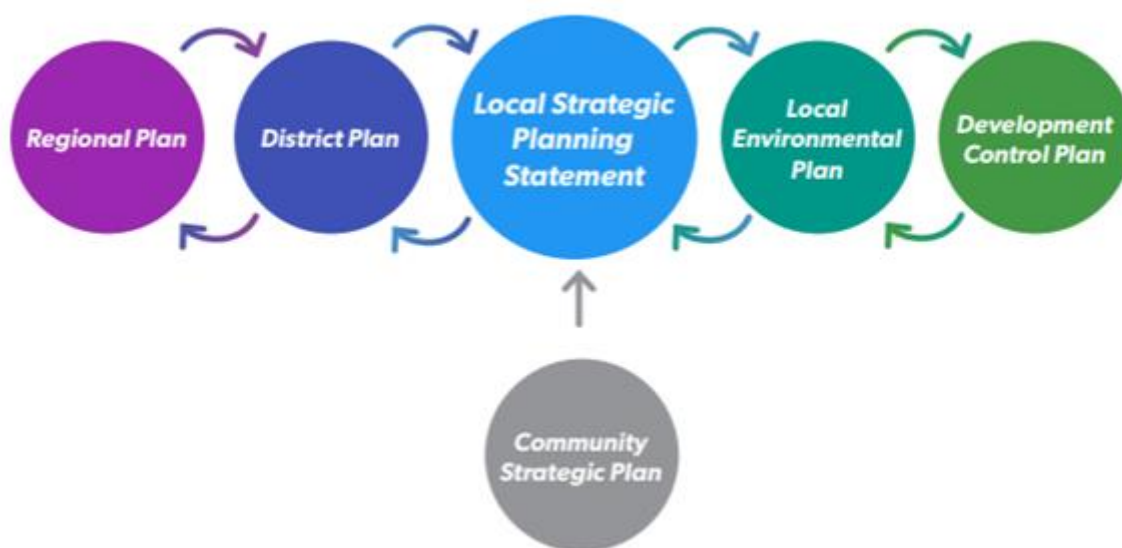 Regional Plan
District Plan
Local Strategic
Planning
Statement
Local
Environmental
Plan
Development
Control Plan
Community
Strategic Plan